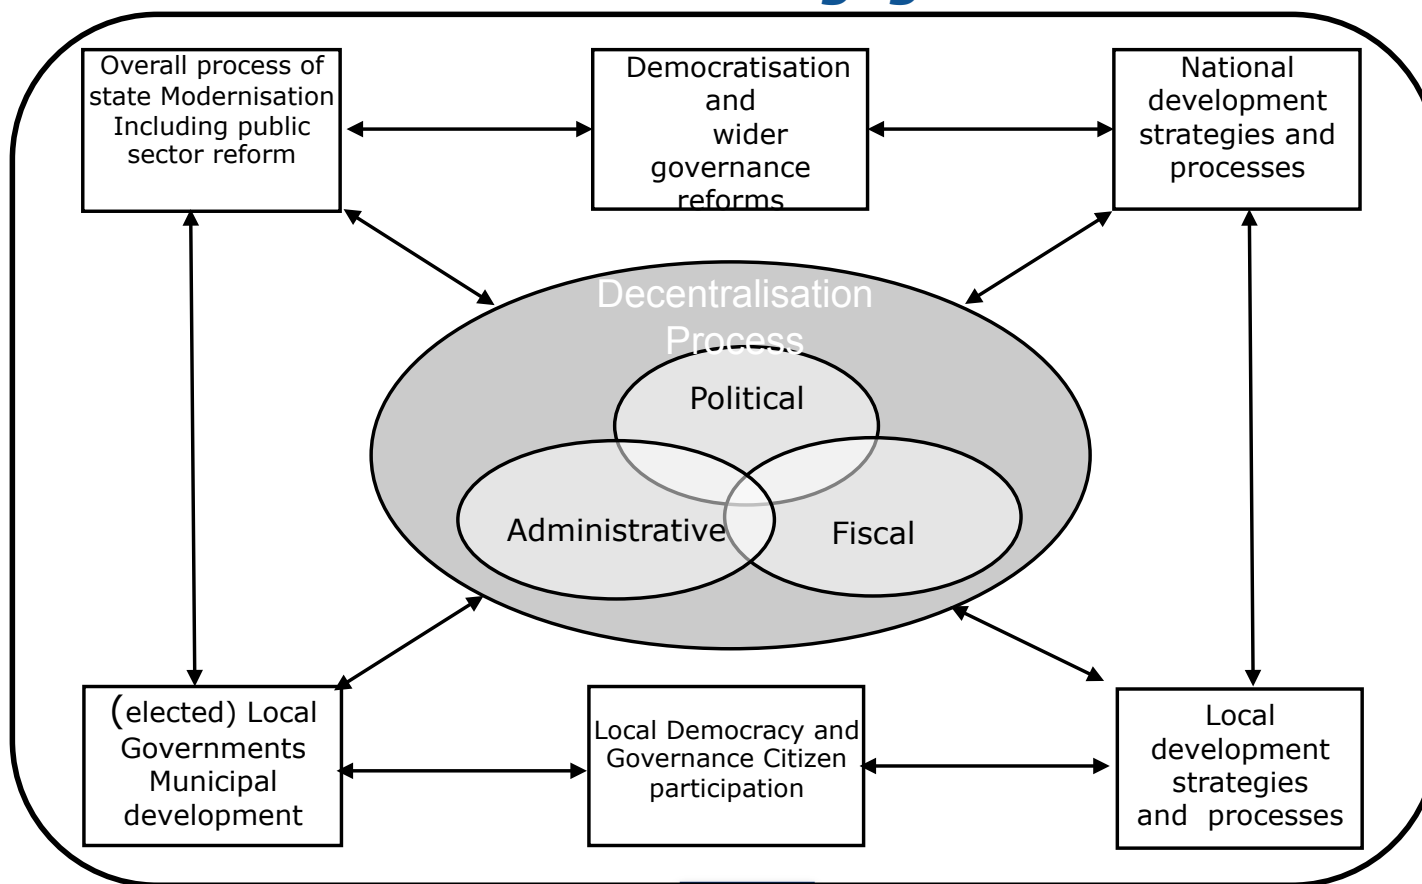 Overall process of
state Modernisation
Including public
sector reform
Democratisation
and
wider
governance
reforms
National
development
strategies and
processes
Decentralisation
Process
Political
Administrative
Fiscal
(elected) Local
Governments
Municipal
development
Local Democracy and
Governance Citizen
participation
Local
development
strategies
and processes